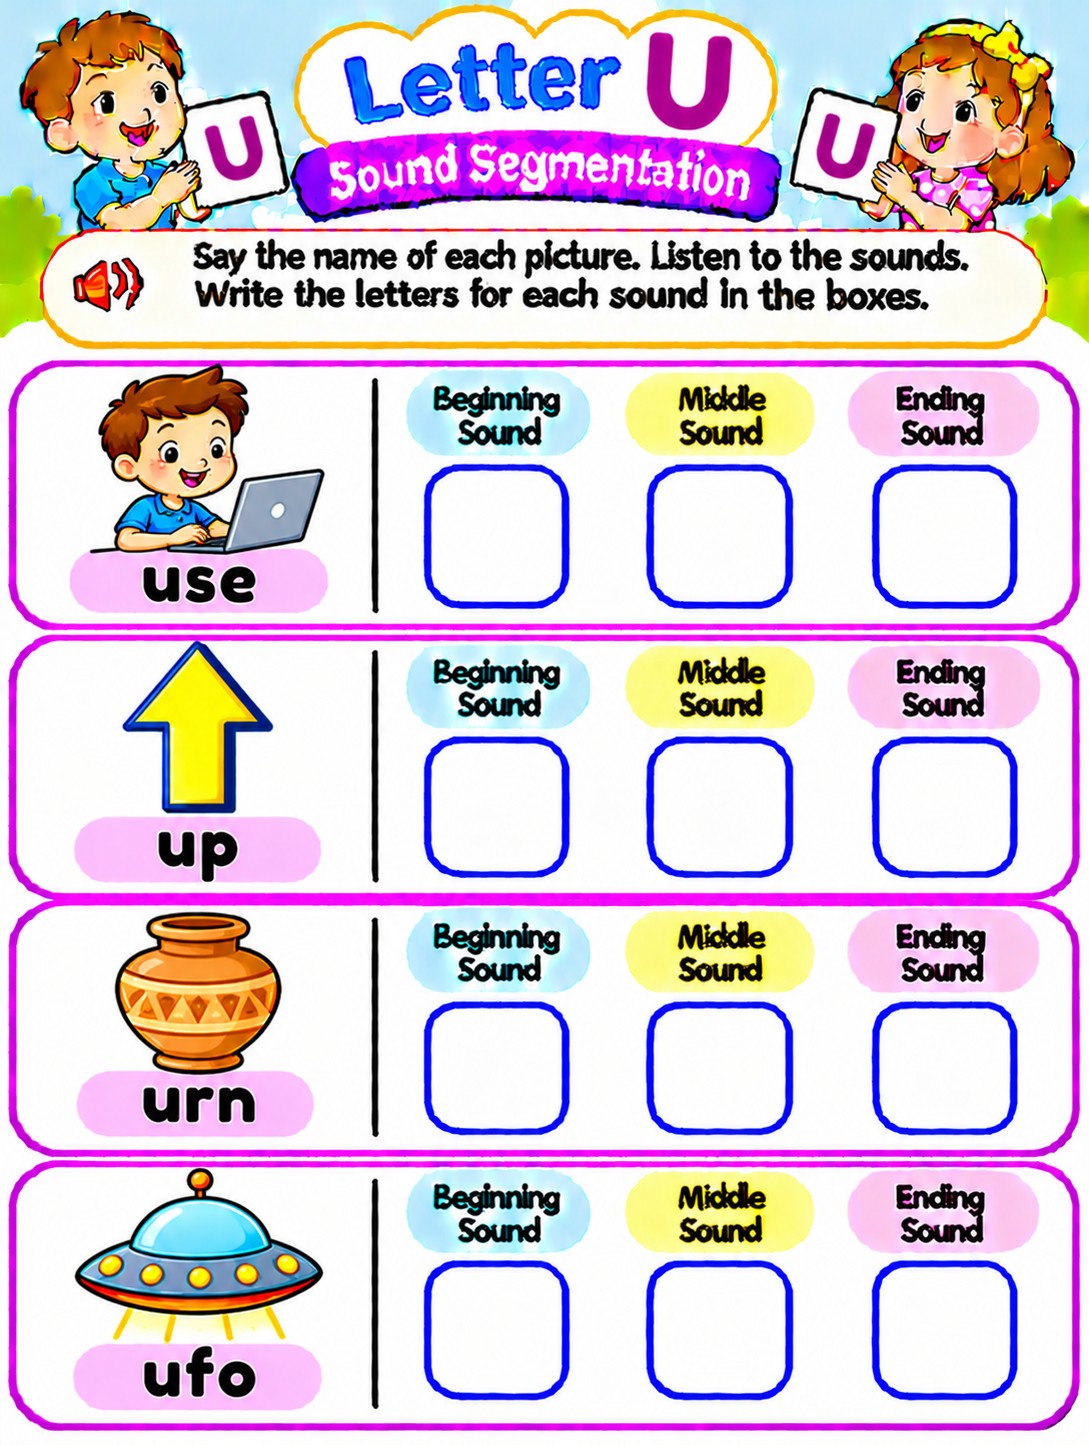 Letter U
Sound Segmentation
U
U
Say the name of each picture. Listen to the sounds.
Write the letters for each sound in the boxes.
Beginning Sound
Middle Sound
Ending Sound
use
Beginning Sound
Middle Sound
Ending Sound
up
Beginning Sound
Middle Sound
Ending Sound
urn
Beginning Sound
Middle Sound
Ending Sound
ufo